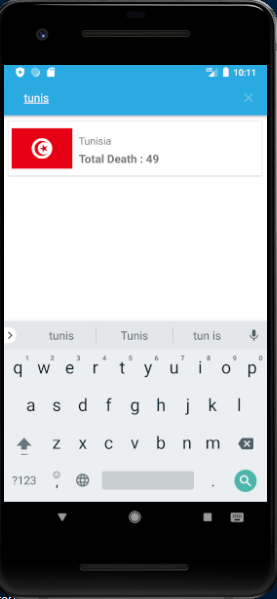 10:11
tunis
Tunisia
Total Death : 49
tunis Tunis tun is
1 2 3 4 5 6 7 8 9 0
q w e r t y u i o p
a s d f g h j k l
z x c v b n m
?123 , .